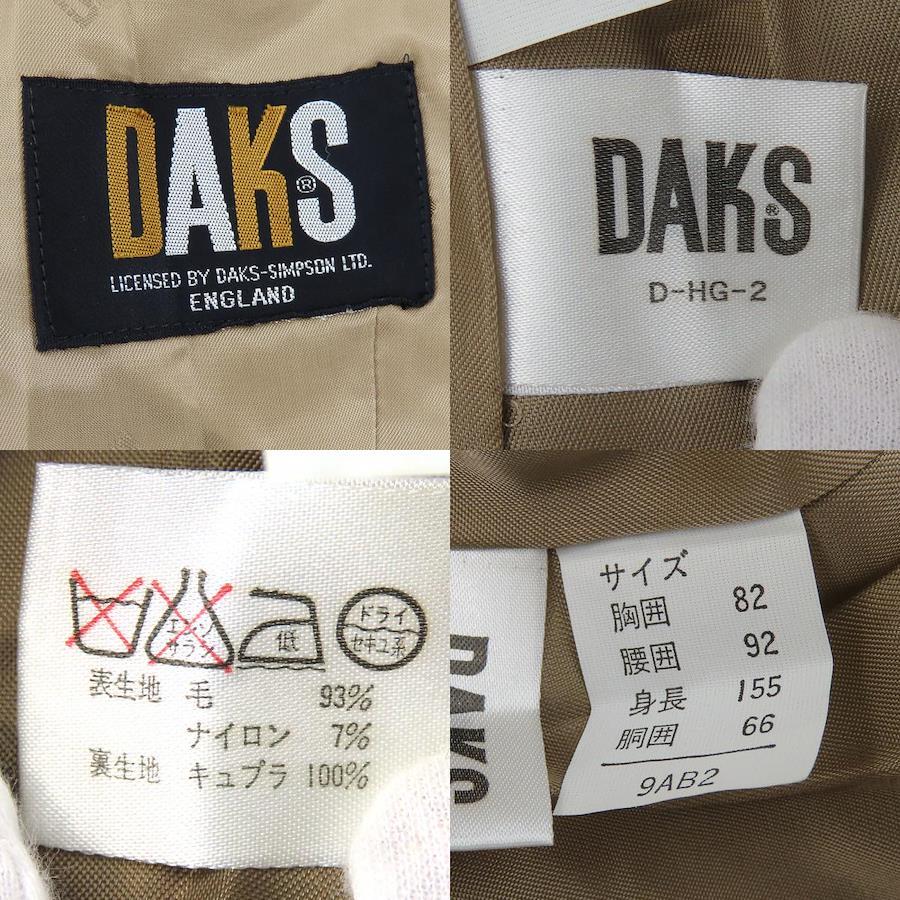 DAKS®
LICENSED BY DAKS-SIMPSON LTD.
ENGLAND
DAKS®
D-HG-2
エンソ
サラシ
低
ドライ
セキユ系
表生地 毛 93%
ナイロン 7%
裏生地 キュプラ 100%
DAKS
サイズ
胸囲 82
腰囲 92
身長 155
胴囲 66
9AB2